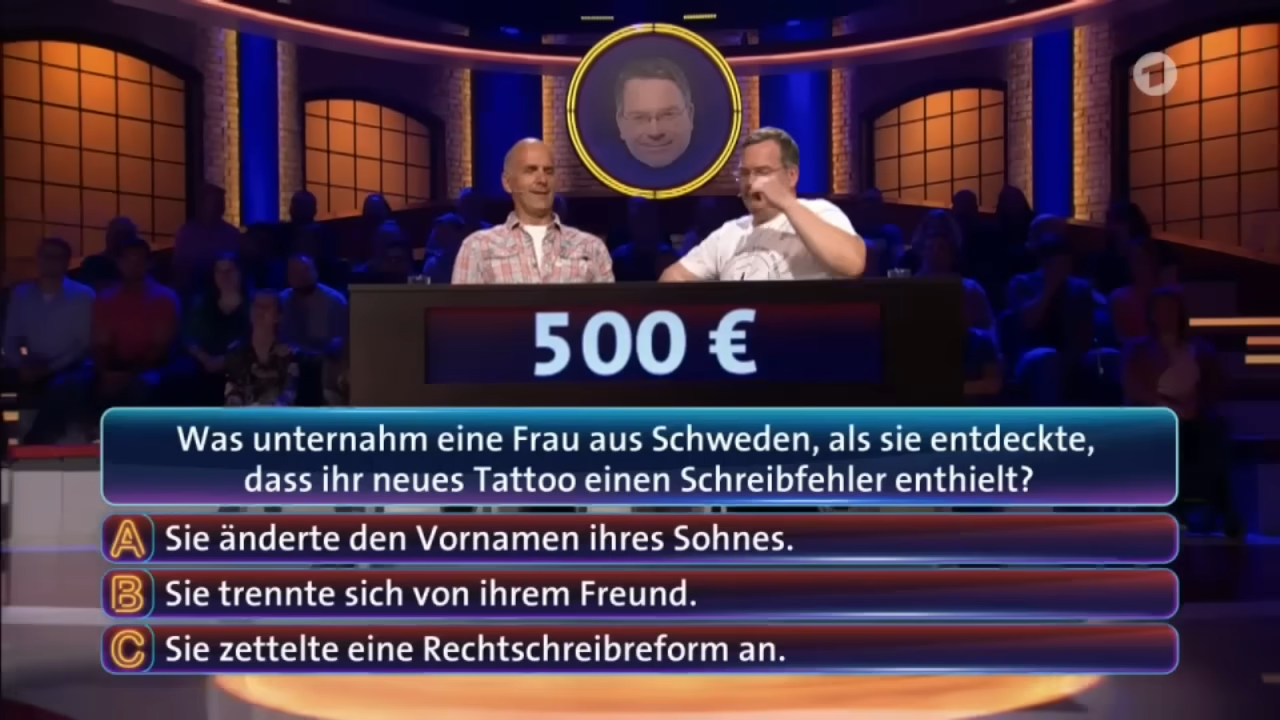 500 €
Was unternahm eine Frau aus Schweden, als sie entdeckte,
dass ihr neues Tattoo einen Schreibfehler enthielt?
A Sie änderte den Vornamen ihres Sohnes.
B Sie trennte sich von ihrem Freund.
C Sie zettelte eine Rechtschreibreform an.